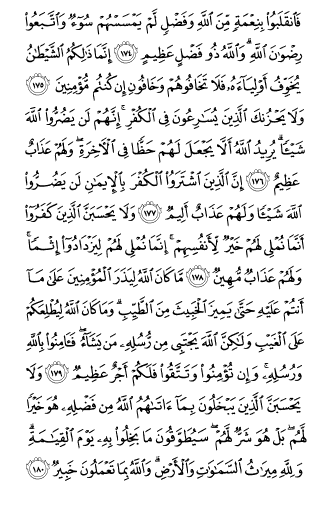 فَٱنقَلَبُوا۟ بِنِعْمَةٍ مِّنَ ٱللَّهِ وَفَضْلٍ لَّمْ يَمْسَسْهُمْ سُوٓءٌ وَٱتَّبَعُوا۟
رِضْوَٰنَ ٱللَّهِ ۗ وَٱللَّهُ ذُو فَضْلٍ عَظِيمٍ ١٧٤ إِنَّمَا ذَٰلِكُمُ ٱلشَّيْطَٰنُ
يُخَوِّفُ أَوْلِيَآءَهُۥ فَلَا تَخَافُوهُمْ وَخَافُونِ إِن كُنتُم مُّؤْمِنِينَ ١٧٥
وَلَا يَحْزُنكَ ٱلَّذِينَ يُسَٰرِعُونَ فِى ٱلْكُفْرِ ۚ إِنَّهُمْ لَن يَضُرُّوا۟ ٱللَّهَ
شَيْـًٔا ۗ يُرِيدُ ٱللَّهُ أَلَّا يَجْعَلَ لَهُمْ حَظًّا فِى ٱلْءَاخِرَةِ ۖ وَلَهُمْ عَذَابٌ
عَظِيمٌ ١٧٦ إِنَّ ٱلَّذِينَ ٱشْتَرَوُا۟ ٱلْكُفْرَ بِٱلْإِيمَٰنِ لَن يَضُرُّوا۟
ٱللَّهَ شَيْـًٔا وَلَهُمْ عَذَابٌ أَلِيمٌ ١٧٧ وَلَا يَحْسَبَنَّ ٱلَّذِينَ كَفَرُوٓا۟
أَنَّمَا نُمْلِى لَهُمْ خَيْرٌ لِّأَنفُسِهِمْ ۚ إِنَّمَا نُمْلِى لَهُمْ لِيَزْدَادُوٓا۟ إِثْمًا ۚ
وَلَهُمْ عَذَابٌ مُّهِينٌ ١٧٨ مَّا كَانَ ٱللَّهُ لِيَذَرَ ٱلْمُؤْمِنِينَ عَلَىٰ مَآ
أَنتُمْ عَلَيْهِ حَتَّىٰ يَمِيزَ ٱلْخَبِيثَ مِنَ ٱلطَّيِّبِ ۗ وَمَا كَانَ ٱللَّهُ لِيُطْلِعَكُمْ
عَلَى ٱلْغَيْبِ وَلَٰكِنَّ ٱللَّهَ يَجْتَبِى مِن رُّسُلِهِۦ مَن يَشَآءُ ۖ فَـَٔامِنُوا۟ بِٱللَّهِ
وَرُسُلِهِۦ ۚ وَإِن تُؤْمِنُوا۟ وَتَتَّقُوا۟ فَلَكُمْ أَجْرٌ عَظِيمٌ ١٧٩ وَلَا
يَحْسَبَنَّ ٱلَّذِينَ يَبْخَلُونَ بِمَآ ءَاتَىٰهُمُ ٱللَّهُ مِن فَضْلِهِۦ هُوَ خَيْرًا
لَّهُم ۖ بَلْ هُوَ شَرٌّ لَّهُمْ ۖ سَيُطَوَّقُونَ مَا بَخِلُوا۟ بِهِۦ يَوْمَ ٱلْقِيَٰمَةِ ۗ
وَلِلَّهِ مِيرَٰثُ ٱلسَّمَٰوَٰتِ وَٱلْأَرْضِ ۗ وَٱللَّهُ بِمَا تَعْمَلُونَ خَبِيرٌ ١٨٠